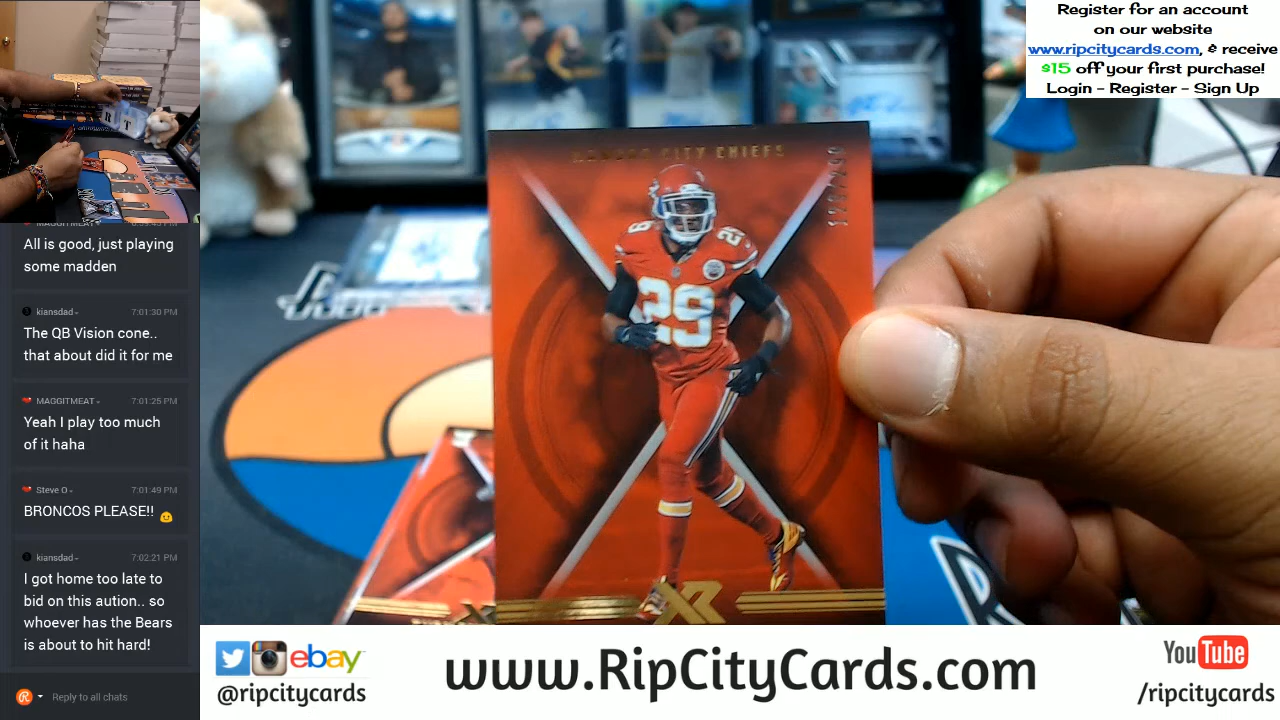 Register for an account
on our website
www.ripcitycards.com, & receive
$15 off your first purchase!
Login - Register - Sign Up
MAGGITMEAT
All is good, just playing
some madden
kiansdad
7:01:30 PM
The QB Vision cone..
that about did it for me
MAGGITMEAT
7:01:25 PM
Yeah I play too much
of it haha
Steve O
7:01:49 PM
BRONCOS PLEASE!!
kiansdad
7:02:21 PM
I got home too late to
bid on this aution.. so
whoever has the Bears
is about to hit hard!
Reply to all chats
KANSAS CITY CHIEFS
29
29
XR
ebay
@ripcitycards
www.RipCityCards.com
YouTube
/ripcitycards